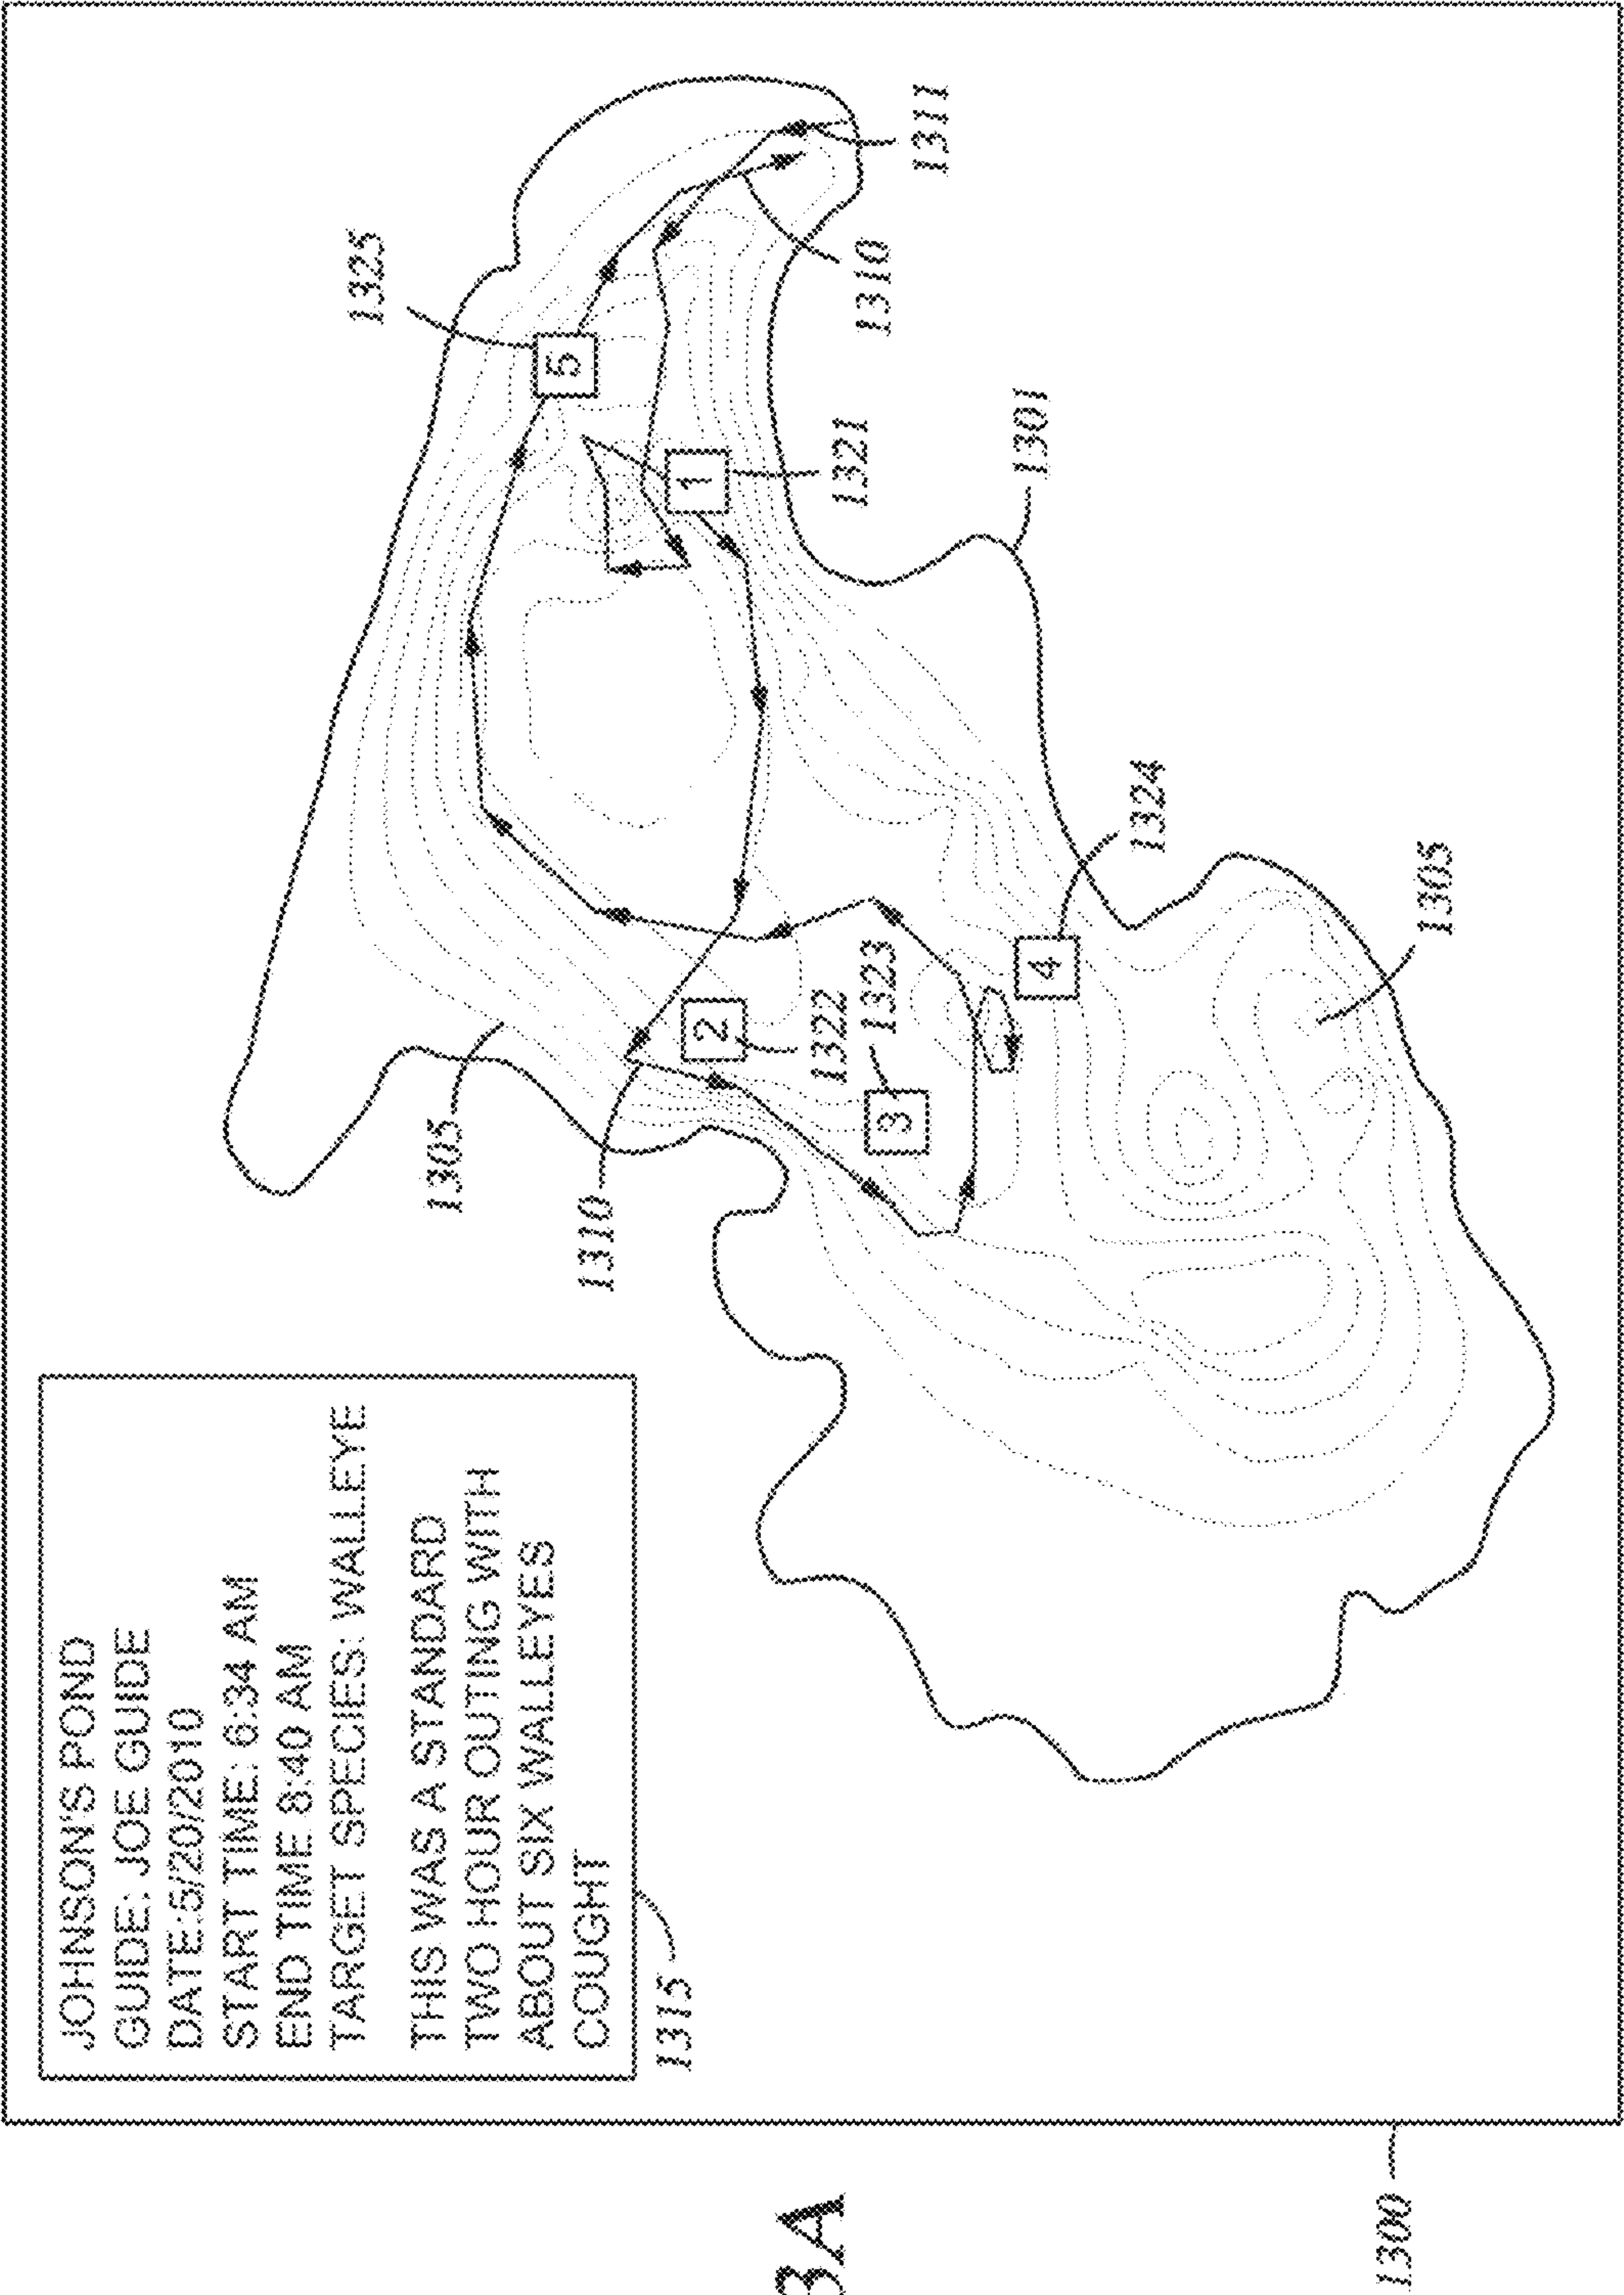 JOHNSON'S POND
GUIDE: JOE GUIDE
DATE:5/20/2010
START TIME: 6:34 AM
END TIME 8:40 AM
TARGET SPECIES: WALLEYE
THIS WAS A STANDARD
TWO HOUR OUTING WITH
ABOUT SIX WALLEYES
COUGHT
1315
1305
1310
1325
5
1
1321
1311
1310
2
1322
1323
3
4
1324
1301
1305
1300
3A